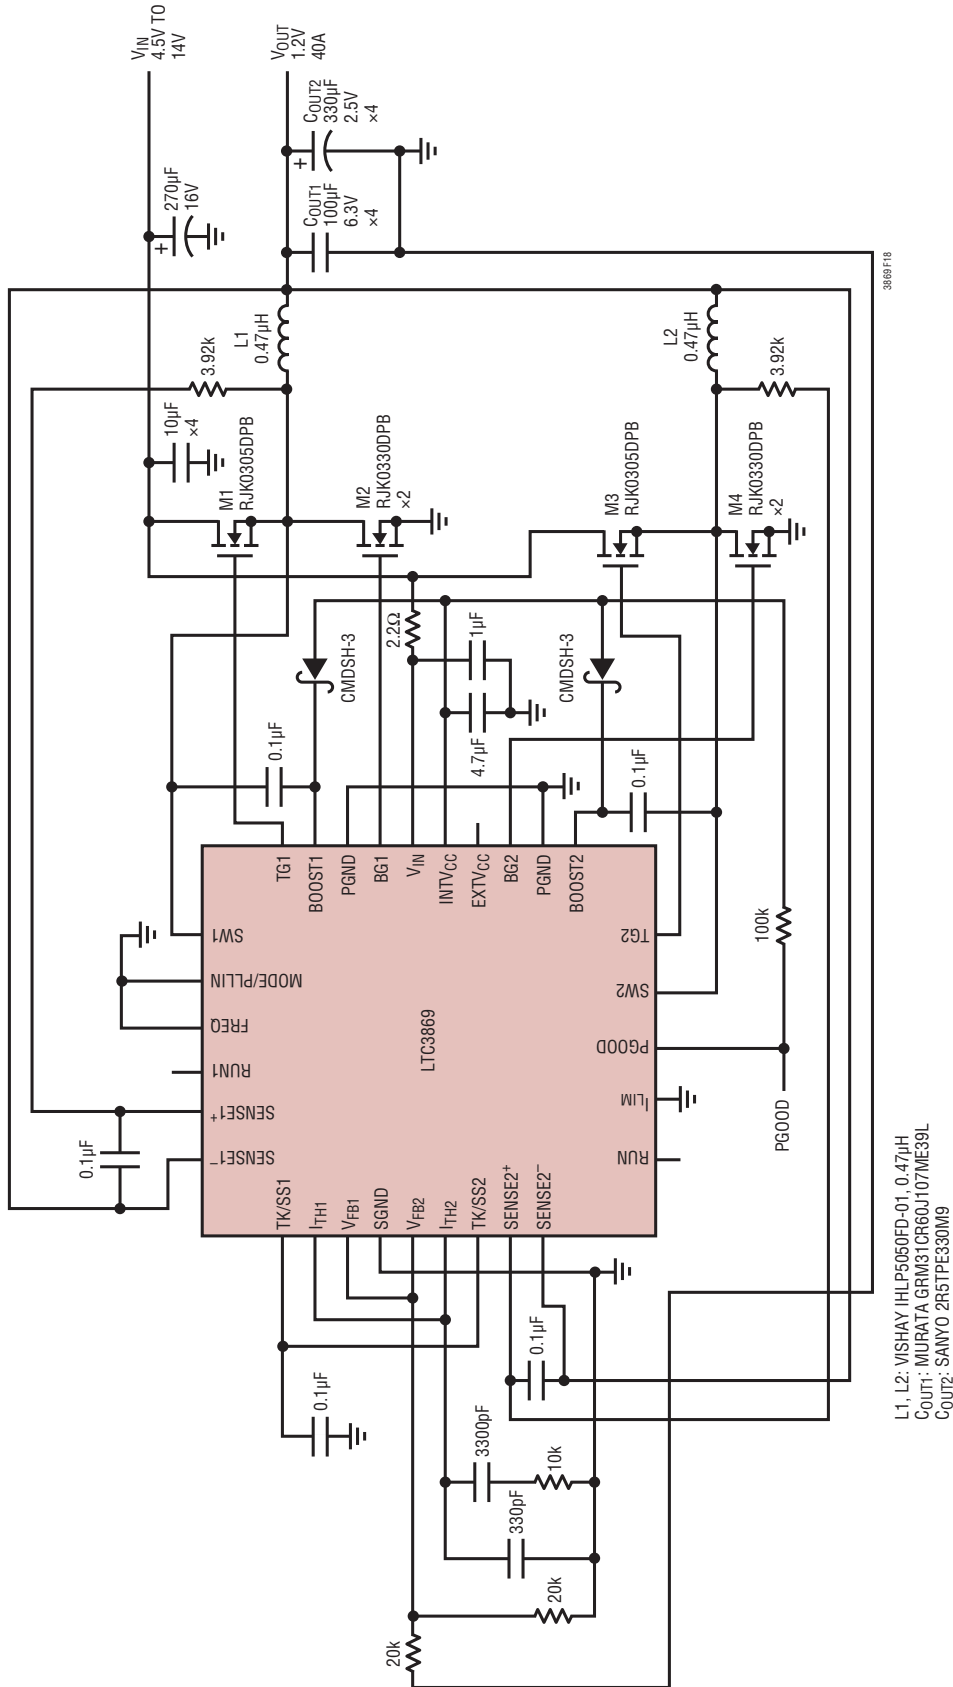 VIN
4.5V TO
14V
VOUT
1.2V
40A
COUT2
330µF
2.5V
×4
+
270µF
16V
+
COUT1
100µF
6.3V
×4
3869 F18
L1
0.47µH
L2
0.47µH
3.92k
3.92k
10µF
×4
M1
RJK0305DPB
M2
RJK0330DPB
×2
M3
RJK0305DPB
M4
RJK0330DPB
×2
2.2Ω
1µF
CMDSH-3
CMDSH-3
4.7µF
0.1µF
0.1µF
TG1
BOOST1
PGND
BG1
VIN
INTVCC
EXTVCC
BG2
PGND
BOOST2
TG2
SW2
PGOOD
ILIM
RUN
SW1
MODE/PLLIN
FREQ
RUN1
SENSE1+
SENSE1–
LTC3869
100k
PGOOD
0.1µF
TK/SS1
ITH1
VFB1
SGND
VFB2
ITH2
TK/SS2
SENSE2+
SENSE2–
0.1µF
0.1µF
3300pF
10k
330pF
20k
20k
L1, L2: VISHAY IHLP5050FD-01, 0.47µH
COUT1: MURATA GRM31CR60J107ME39L
COUT2: SANYO 2R5TPE330M9